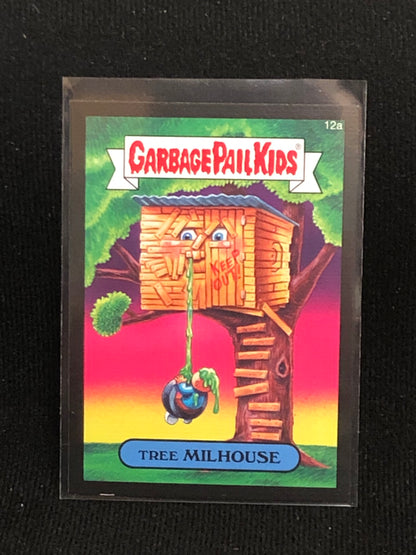 12a
GARBAGE PAIL KIDS®
KEEP
OUT!
TREE MILHOUSE